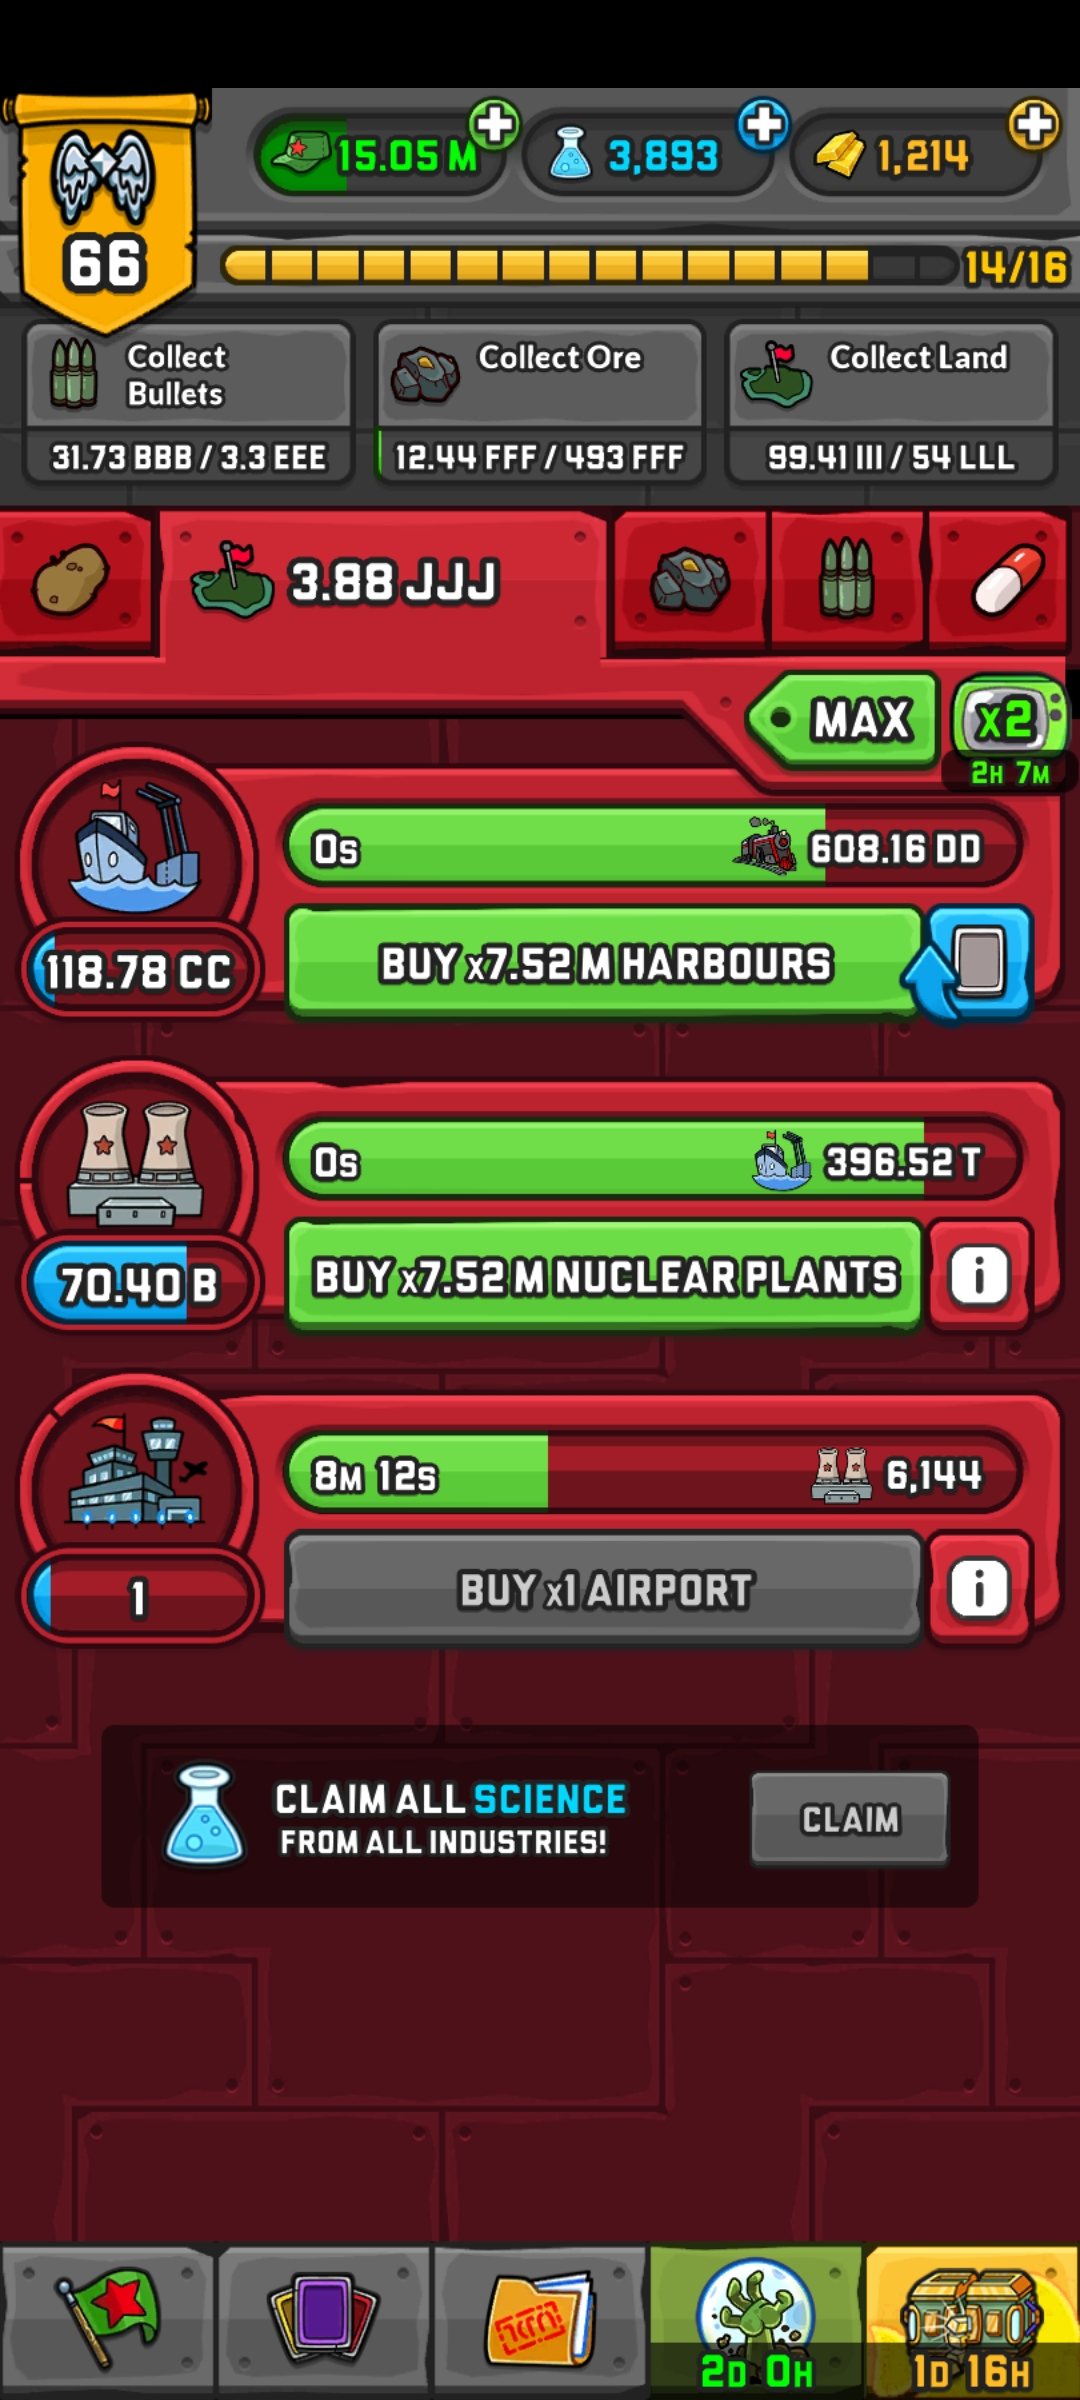 15.05 M
3,893
1,214
66
14/16
Collect
Bullets
Collect Ore
Collect Land
31.73 BBB / 3.3 EEE
12.44 FFF / 493 FFF
99.41 III / 54 LLL
3.88 JJJ
MAX
x2
2H 7M
0s
608.16 DD
118.78 CC
BUY x7.52 M HARBOURS
0s
396.52 T
70.40 B
BUY x7.52 M NUCLEAR PLANTS
i
8M 12s
6,144
1
BUY x1 AIRPORT
i
CLAIM ALL SCIENCE
FROM ALL INDUSTRIES!
CLAIM
2D 0H
1D 16H